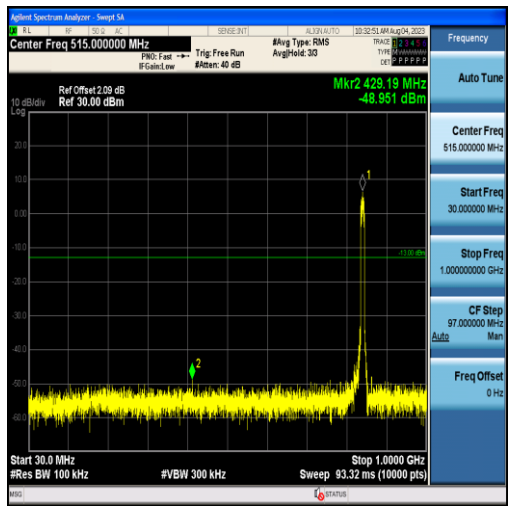 Agilent Spectrum Analyzer - Swept SA
RL RF 50 Ω AC SENSE:INT ALIGN AUTO 10:32:51 AM Aug 04, 2023
Center Freq 515.000000 MHz
PNO: Fast
IFGain:Low
Trig: Free Run
#Atten: 40 dB
#Avg Type: RMS
Avg|Hold: 3/3
TRACE 1 2 3 4 5 6
TYPE
DET P P P P P P
Frequency
Mkr2 429.19 MHz
-48.951 dBm
Ref Offset 2.09 dB
10 dB/div Ref 30.00 dBm
Log
20.0
10.0
0.00
-10.0
-20.0
-30.0
-40.0
-50.0
-60.0
1
-13.00 dBm
2
Auto Tune
Center Freq
515.000000 MHz
Start Freq
30.000000 MHz
Stop Freq
1.000000000 GHz
CF Step
97.000000 MHz
Auto Man
Freq Offset
0 Hz
Start 30.0 MHz Stop 1.0000 GHz
#Res BW 100 kHz #VBW 300 kHz Sweep 93.32 ms (10000 pts)
MSG STATUS